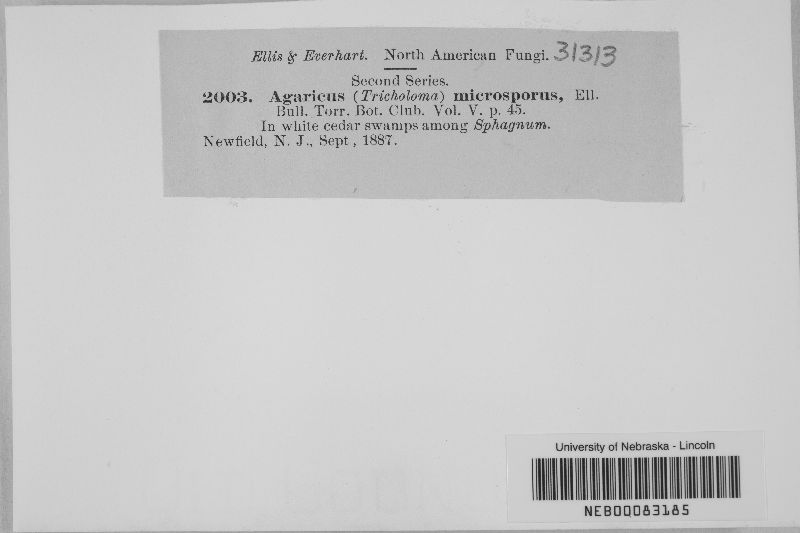 Ellis & Everhart. North American Fungi. 31313
Second Series.
2003. Agaricus (Tricholoma) microsporus, Ell.
Bull. Torr. Bot. Club. Vol. V. p. 45.
In white cedar swamps among Sphagnum.
Newfield, N. J., Sept, 1887.
University of Nebraska - Lincoln
NEB00083185